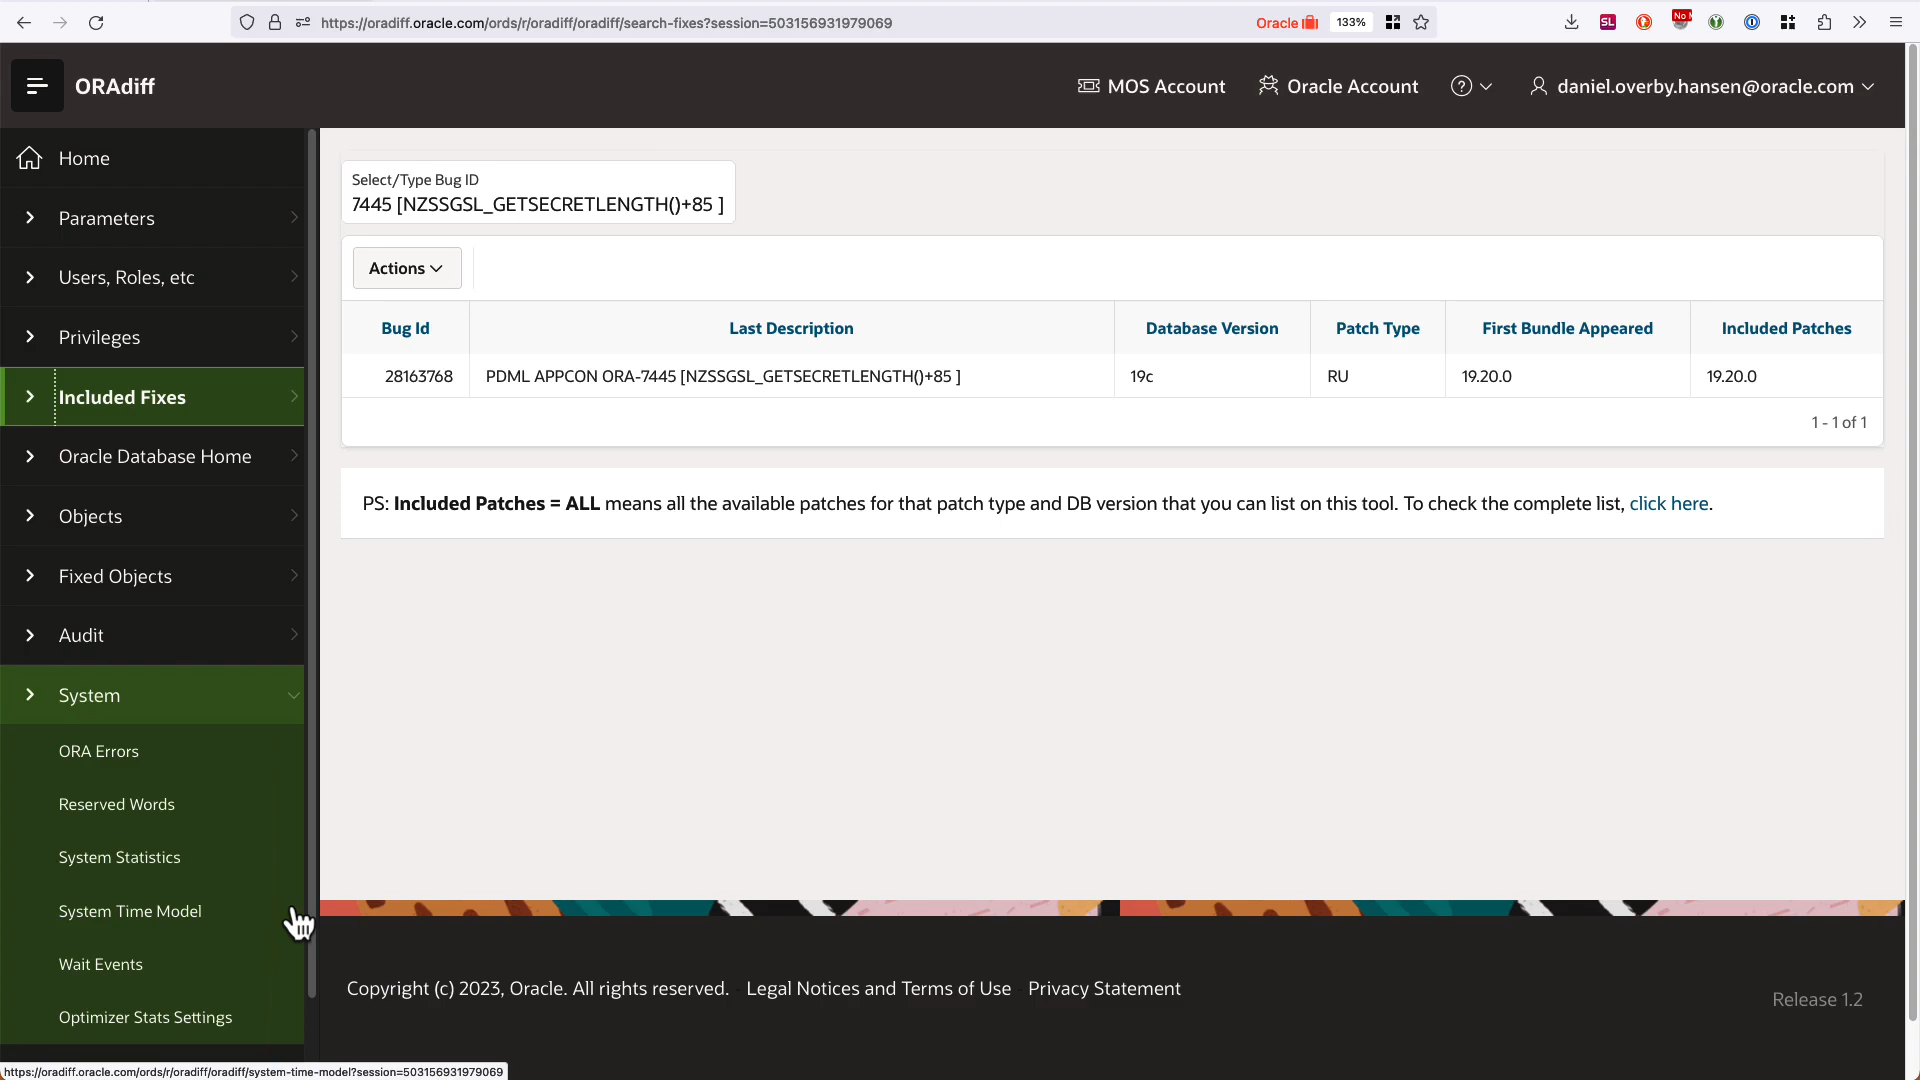 https://oradiff.oracle.com/ords/r/oradiff/oradiff/search-fixes?session=503156931979069
Oracle
133%
SL
ORAdiff
MOS Account
Oracle Account
daniel.overby.hansen@oracle.com
Home
Parameters
Users, Roles, etc
Privileges
Included Fixes
Oracle Database Home
Objects
Fixed Objects
Audit
System
ORA Errors
Reserved Words
System Statistics
System Time Model
Wait Events
Optimizer Stats Settings
Select/Type Bug ID
7445 [NZSSGSL_GETSECRETLENGTH()+85 ]
Actions
Bug Id Last Description Database Version Patch Type First Bundle Appeared Included Patches
28163768 PDML APPCON ORA-7445 [NZSSGSL_GETSECRETLENGTH()+85 ] 19c RU 19.20.0 19.20.0
1 - 1 of 1
PS: Included Patches = ALL means all the available patches for that patch type and DB version that you can list on this tool. To check the complete list, click here.
Copyright (c) 2023, Oracle. All rights reserved. - Legal Notices and Terms of Use - Privacy Statement
Release 1.2
https://oradiff.oracle.com/ords/r/oradiff/oradiff/system-time-model?session=503156931979069